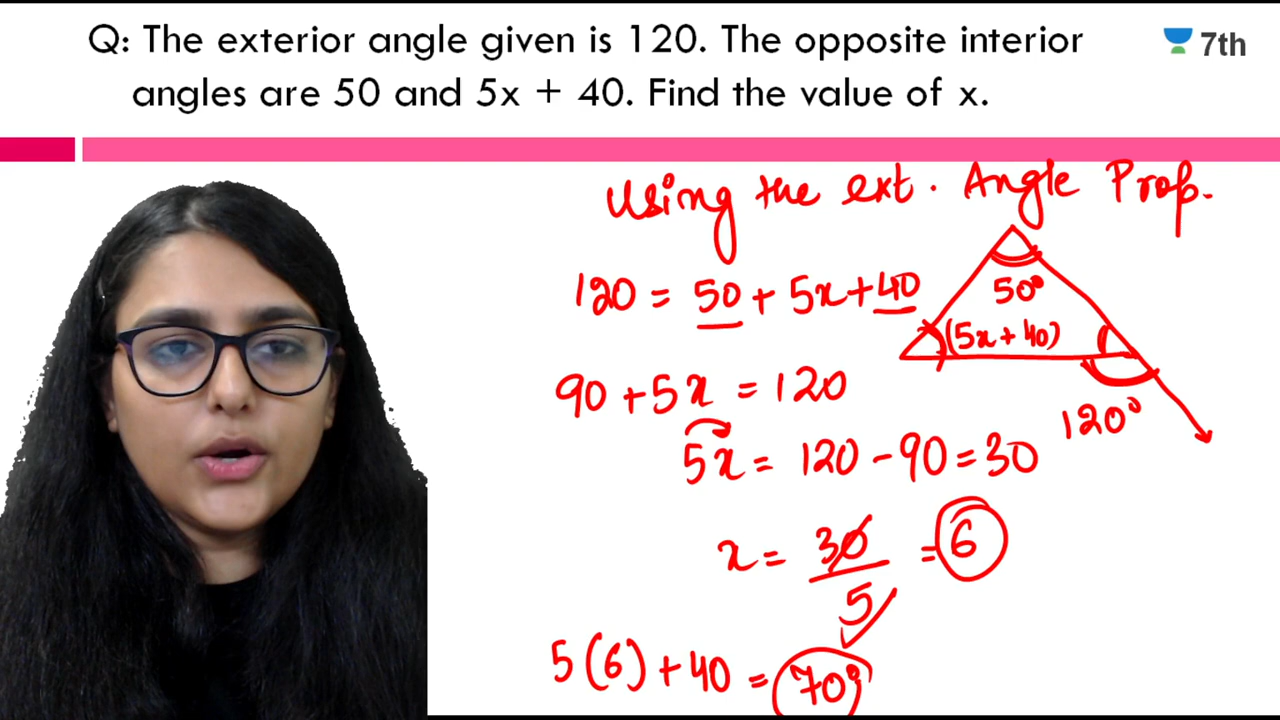 Q: The exterior angle given is 120. The opposite interior
angles are 50 and 5x + 40. Find the value of x.
7th
Using the ext. Angle Prop.
120 = 50 + 5x + 40
50°
(5x + 40)
120°
90 + 5x = 120
5x = 120 - 90 = 30
x = 30/5 = 6
5(6) + 40 = 70°